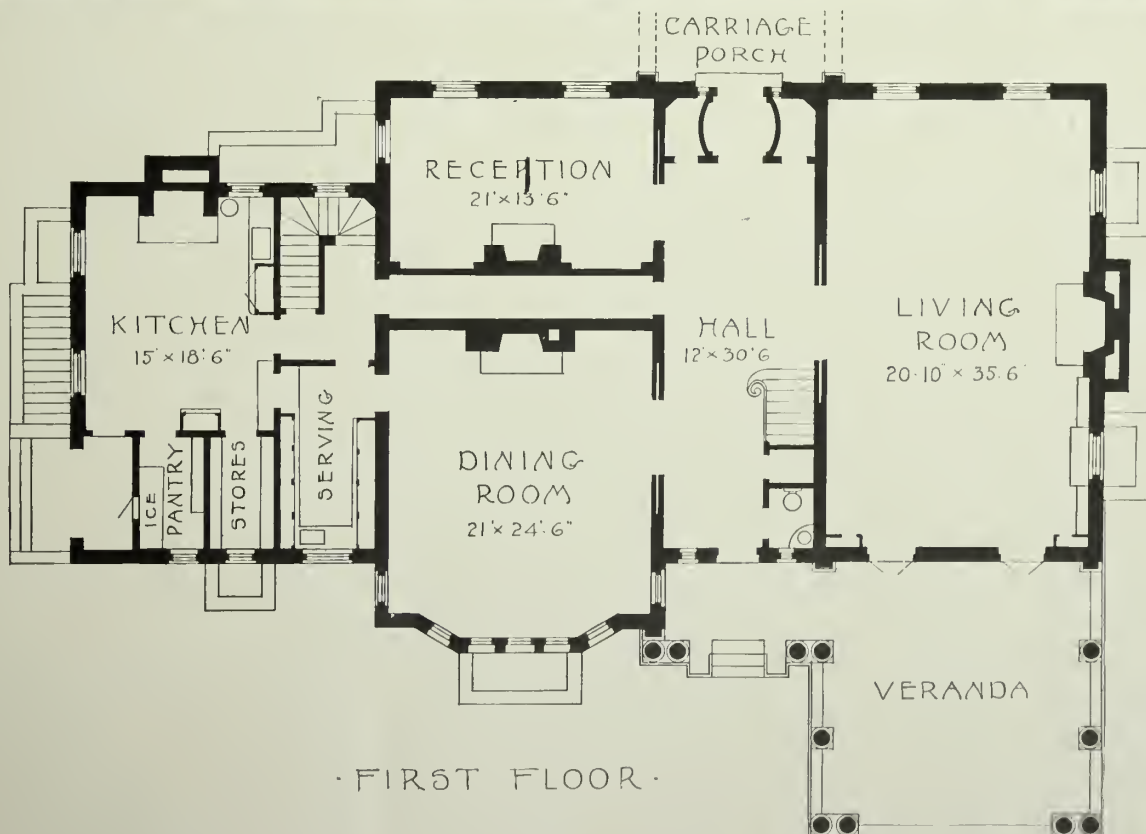 CARRIAGE
PORCH
RECEPTION
21'×13'6"
KITCHEN
15'×18'6"
HALL
12'×30'6
LIVING
ROOM
20-10"×35.6'
DINING
ROOM
21'×24'.6"
SERVING
ICE
PANTRY
STORES
VERANDA
· FIRST FLOOR ·